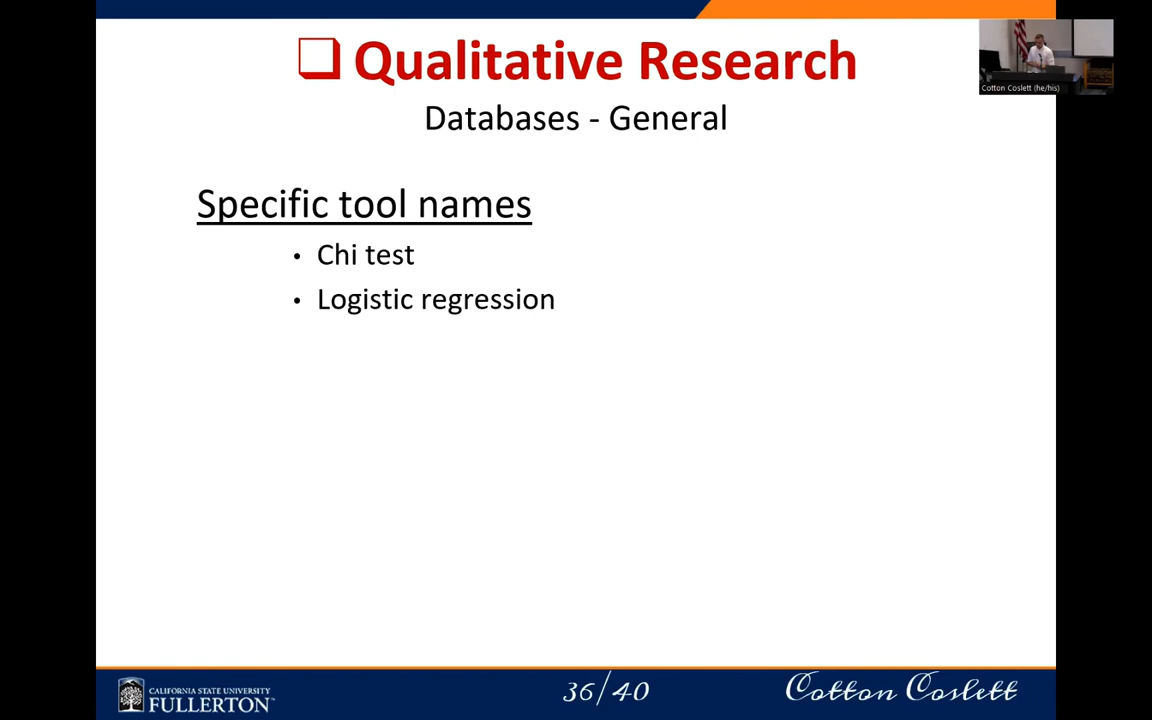 Qualitative Research
Cotton Coslett (he/his)
Databases - General
Specific tool names
• Chi test
• Logistic regression
CALIFORNIA STATE UNIVERSITY
FULLERTON™
36/40
Cotton Coslett